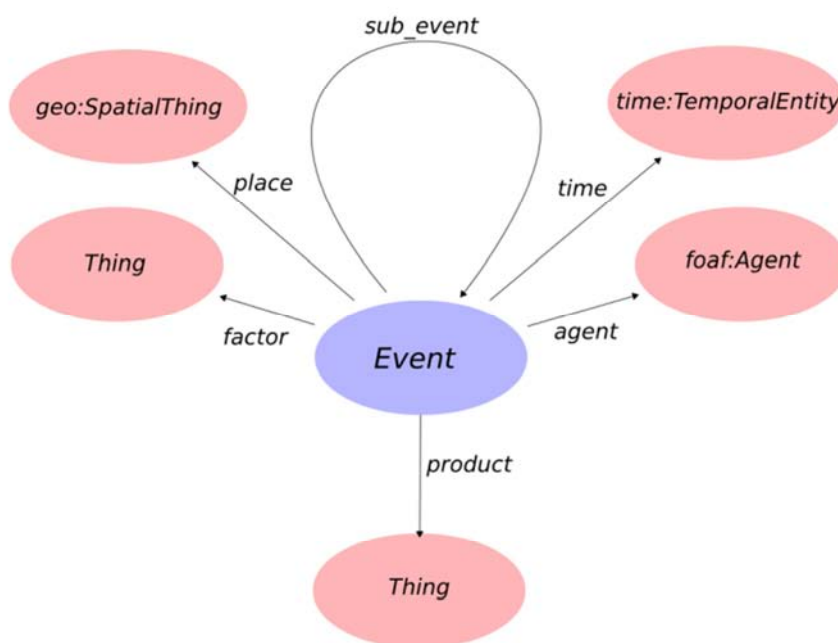 sub_event
geo:SpatialThing
time:TemporalEntity
place
time
Thing
foaf:Agent
factor
agent
Event
product
Thing